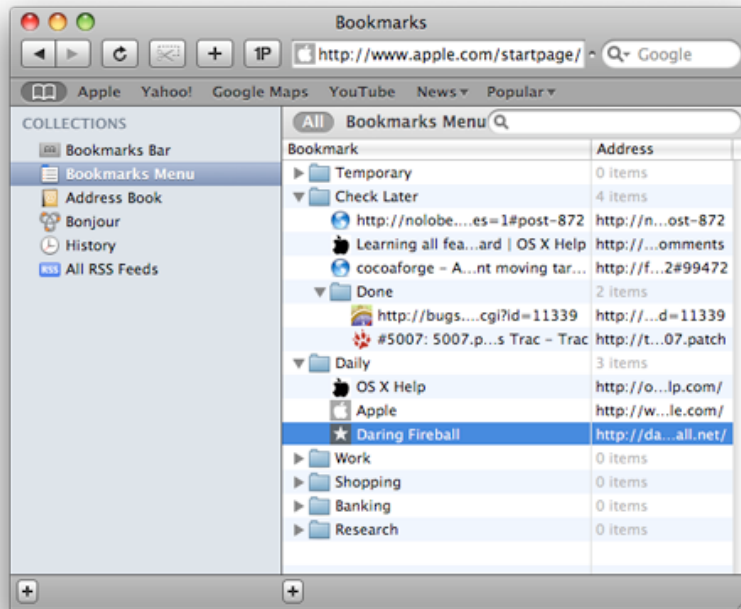 Bookmarks
1P http://www.apple.com/startpage/ Google
Apple Yahoo! Google Maps YouTube News Popular
COLLECTIONS
Bookmarks Bar
Bookmarks Menu
Address Book
Bonjour
History
RSS All RSS Feeds
All Bookmarks Menu
Bookmark Address
Temporary 0 items
Check Later 4 items
http://nolobe....es=1#post-872 http://n...ost-872
Learning all fea...ard | OS X Help http://...omments
cocoaforge – A...nt moving tar... http://f...2#99472
Done 2 items
http://bugs....cgi?id=11339 http://...d=11339
#5007: 5007.p...s Trac – Trac http://t...07.patch
Daily 3 items
OS X Help http://o...lp.com/
Apple http://w...le.com/
Daring Fireball http://da...all.net/
Work 0 items
Shopping 0 items
Banking 0 items
Research 0 items